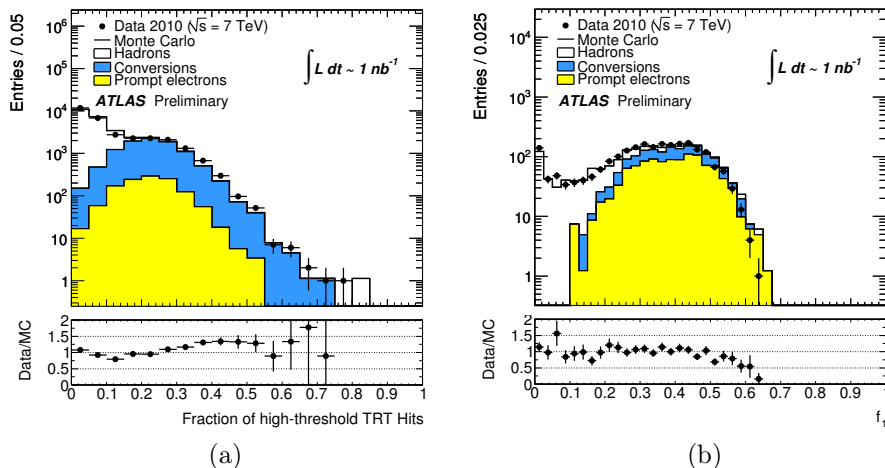 Data 2010 (√s = 7 TeV)
Monte Carlo
Hadrons
Conversions
Prompt electrons
∫ L dt ~ 1 nb⁻¹
ATLAS Preliminary
Entries / 0.05
10⁶
10⁵
10⁴
10³
10²
10
1
Data/MC
2
1.5
1
0.5
0
0 0.1 0.2 0.3 0.4 0.5 0.6 0.7 0.8 0.9 1
Fraction of high-threshold TRT Hits
(a)
Data 2010 (√s = 7 TeV)
Monte Carlo
Hadrons
Conversions
Prompt electrons
∫ L dt ~ 1 nb⁻¹
ATLAS Preliminary
Entries / 0.025
10⁴
10³
10²
10
1
Data/MC
2
1.5
1
0.5
0
0 0.1 0.2 0.3 0.4 0.5 0.6 0.7 0.8 0.9 1
f₁
(b)